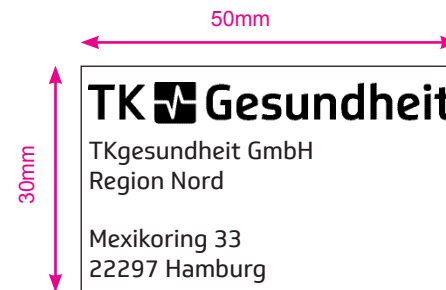 50mm
30mm
TK Gesundheit
TKgesundheit GmbH
Region Nord
Mexikoring 33
22297 Hamburg